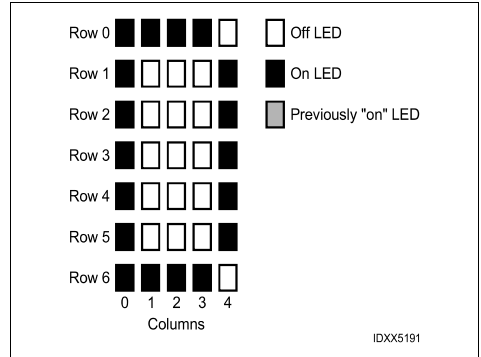 Row 0 Off LED
Row 1 On LED
Row 2 Previously "on" LED
Row 3
Row 4
Row 5
Row 6
0 1 2 3 4
Columns
IDXX5191